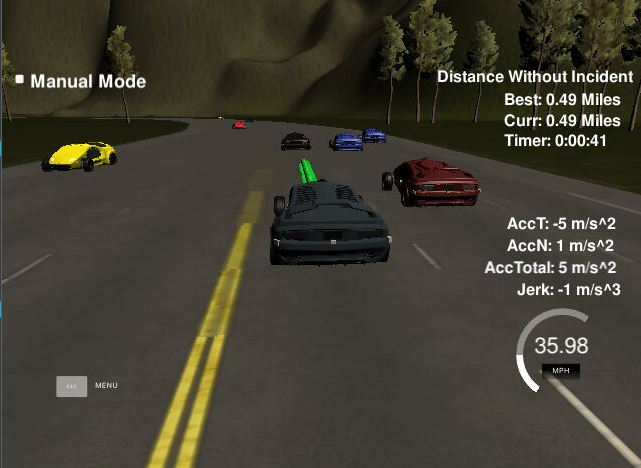 Manual Mode
Distance Without Incident
Best: 0.49 Miles
Curr: 0.49 Miles
Timer: 0:00:41
AccT: -5 m/s^2
AccN: 1 m/s^2
AccTotal: 5 m/s^2
Jerk: -1 m/s^3
35.98
MPH
ESC MENU